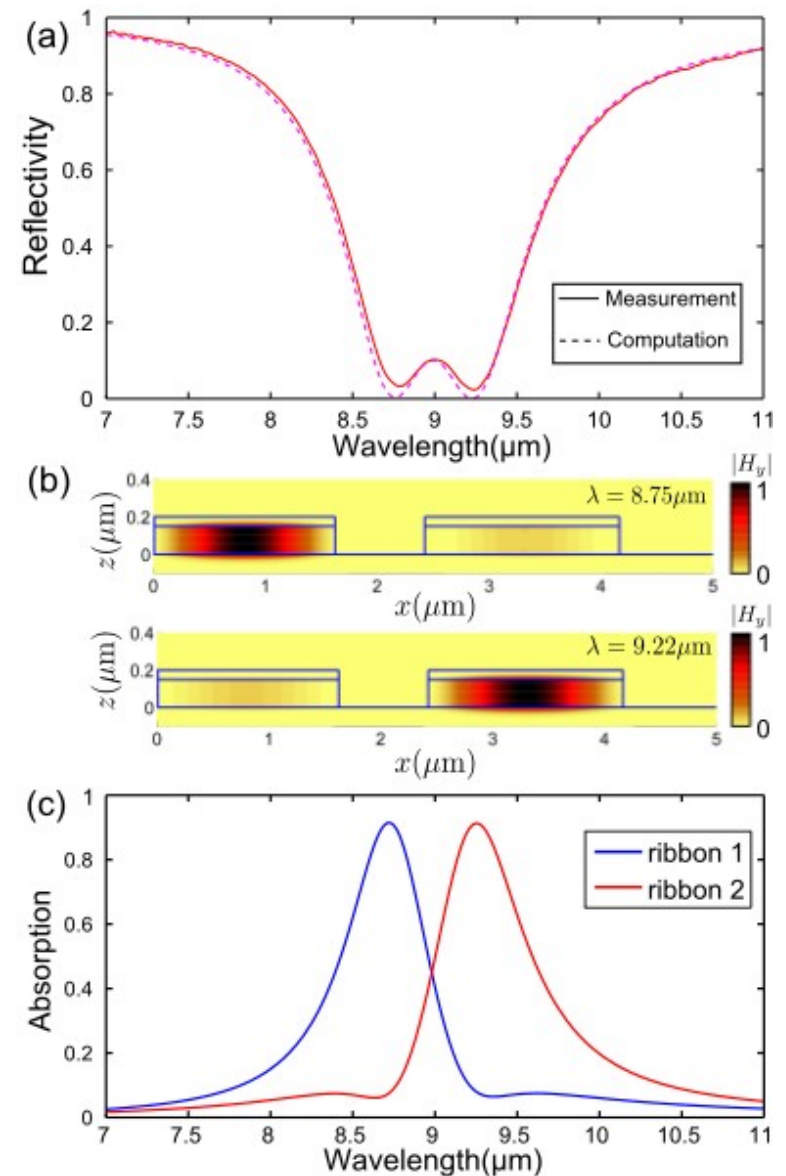 (a)
1
0.8
0.6
0.4
0.2
0
Reflectivity
Measurement
Computation
7 7.5 8 8.5 9 9.5 10 10.5 11
Wavelength(μm)
(b)
0.4
0.2
0
z(μm)
λ = 8.75μm
|H_y|
1
0
0 1 2 3 4 5
x(μm)
0.4
0.2
0
z(μm)
λ = 9.22μm
|H_y|
1
0
0 1 2 3 4 5
x(μm)
(c)
1
0.8
0.6
0.4
0.2
0
Absorption
ribbon 1
ribbon 2
7 7.5 8 8.5 9 9.5 10 10.5 11
Wavelength(μm)